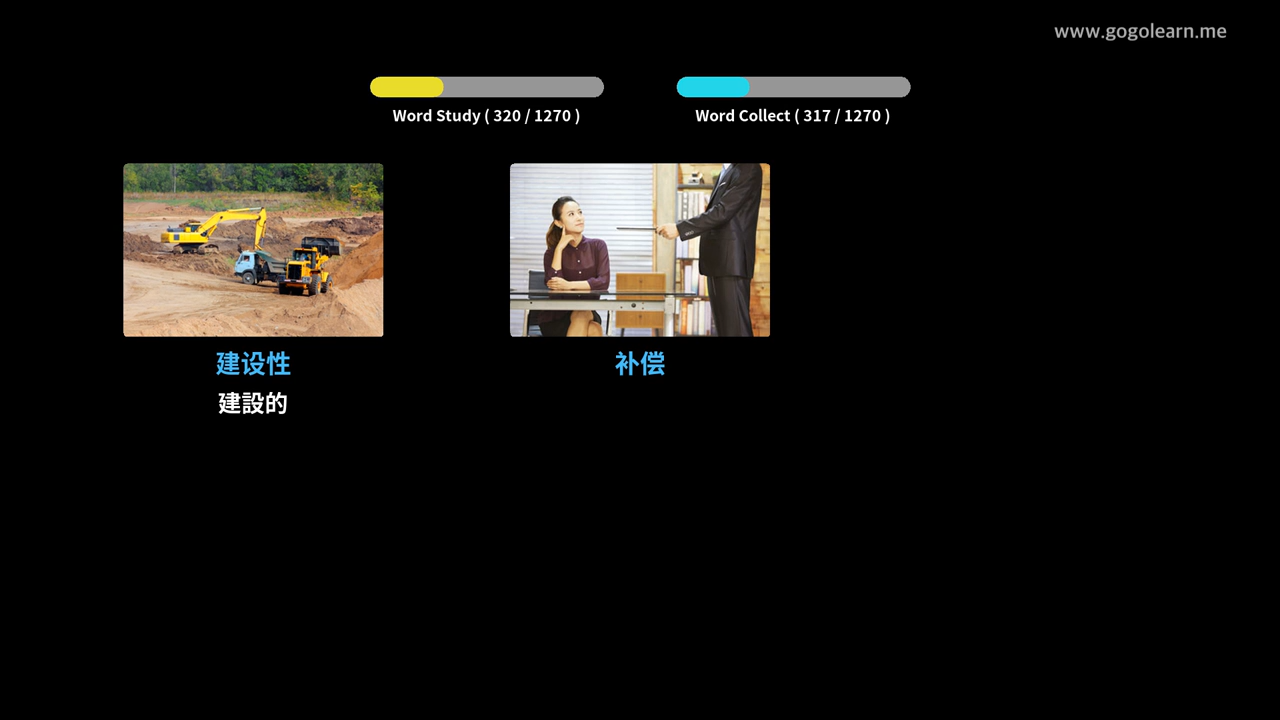 www.gogolearn.me
Word Study ( 320 / 1270 )
Word Collect ( 317 / 1270 )
建设性
建設的
补偿